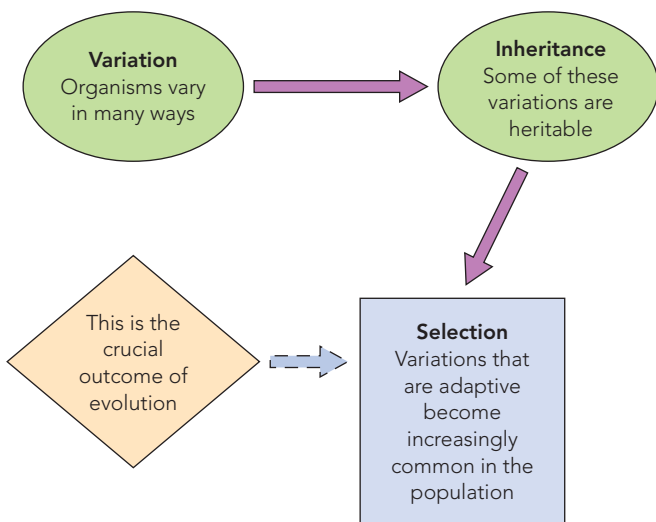 Variation
Organisms vary
in many ways
Inheritance
Some of these
variations are
heritable
This is the
crucial
outcome of
evolution
Selection
Variations that
are adaptive
become
increasingly
common in the
population